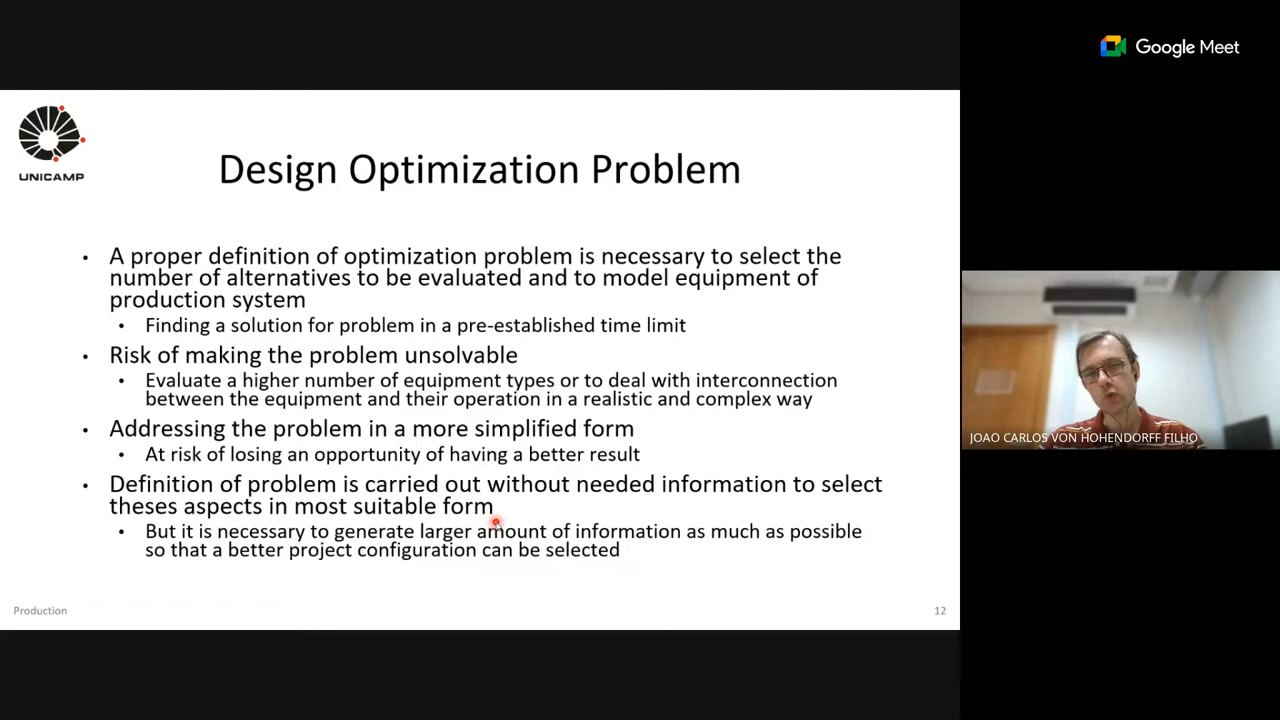 Google Meet
UNICAMP
Design Optimization Problem
• A proper definition of optimization problem is necessary to select the
number of alternatives to be evaluated and to model equipment of
production system
• Finding a solution for problem in a pre-established time limit
• Risk of making the problem unsolvable
• Evaluate a higher number of equipment types or to deal with interconnection
between the equipment and their operation in a realistic and complex way
• Addressing the problem in a more simplified form
• At risk of losing an opportunity of having a better result
• Definition of problem is carried out without needed information to select
theses aspects in most suitable form
• But it is necessary to generate larger amount of information as much as possible
so that a better project configuration can be selected
Production
12
JOAO CARLOS VON HOHENDORFF FILHO